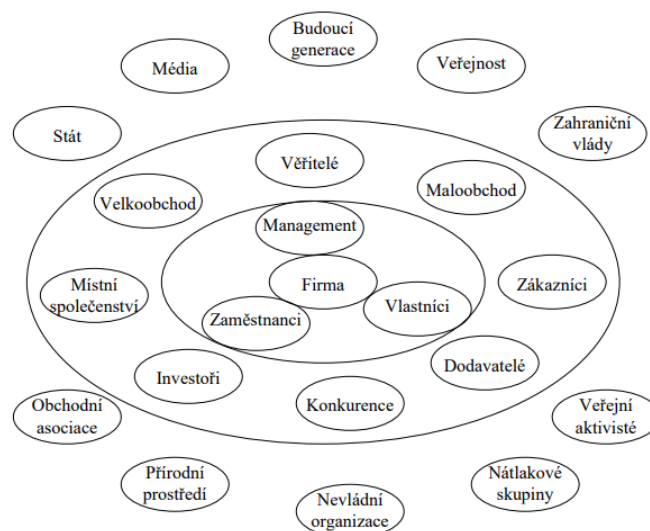 Budoucí
generace
Média
Veřejnost
Stát
Zahraniční
vlády
Věřitelé
Velkoobchod
Maloobchod
Management
Místní
společenství
Firma
Zákazníci
Zaměstnanci
Vlastníci
Investoři
Dodavatelé
Konkurence
Obchodní
asociace
Veřejní
aktivisté
Přírodní
prostředí
Nátlakové
skupiny
Nevládní
organizace